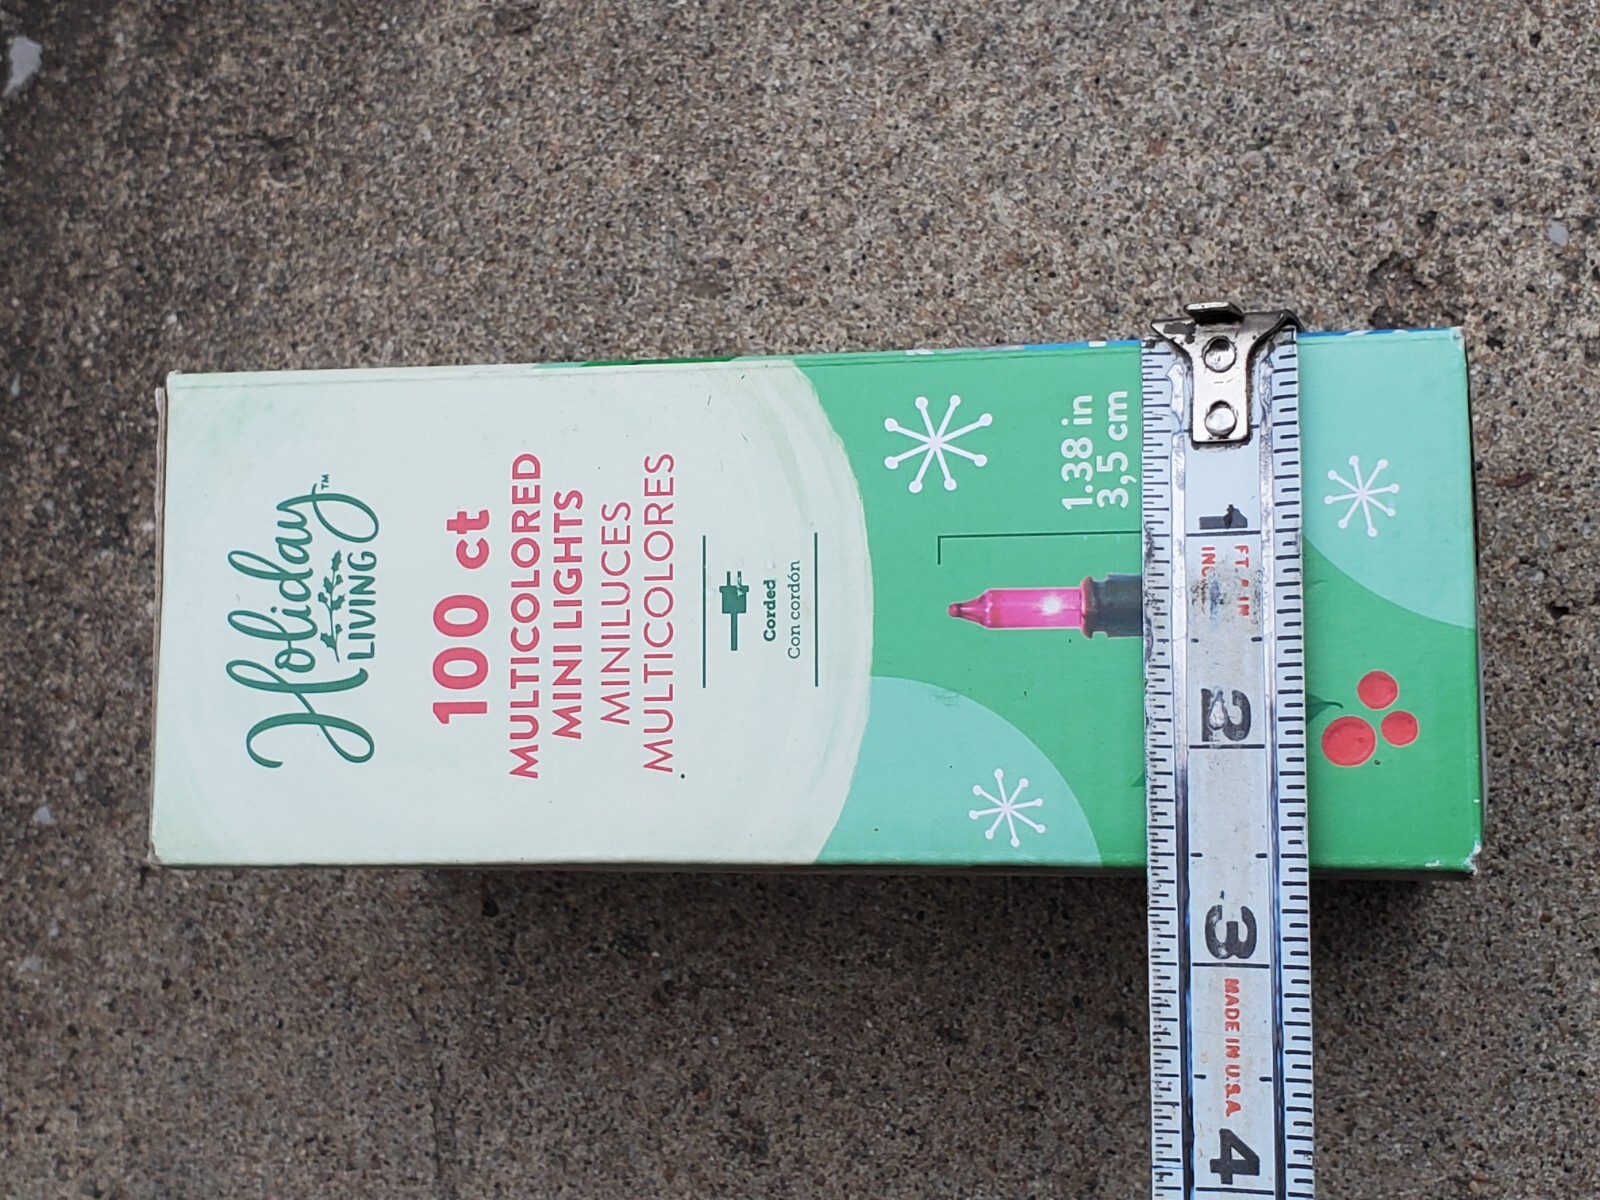 Holiday™
LIVING
100 ct
MULTICOLORED
MINI LIGHTS
MINILUCES
MULTICOLORES
Corded
Con cordón
1.38 in
3,5 cm
1
2
3
MADE IN U.S.A
4